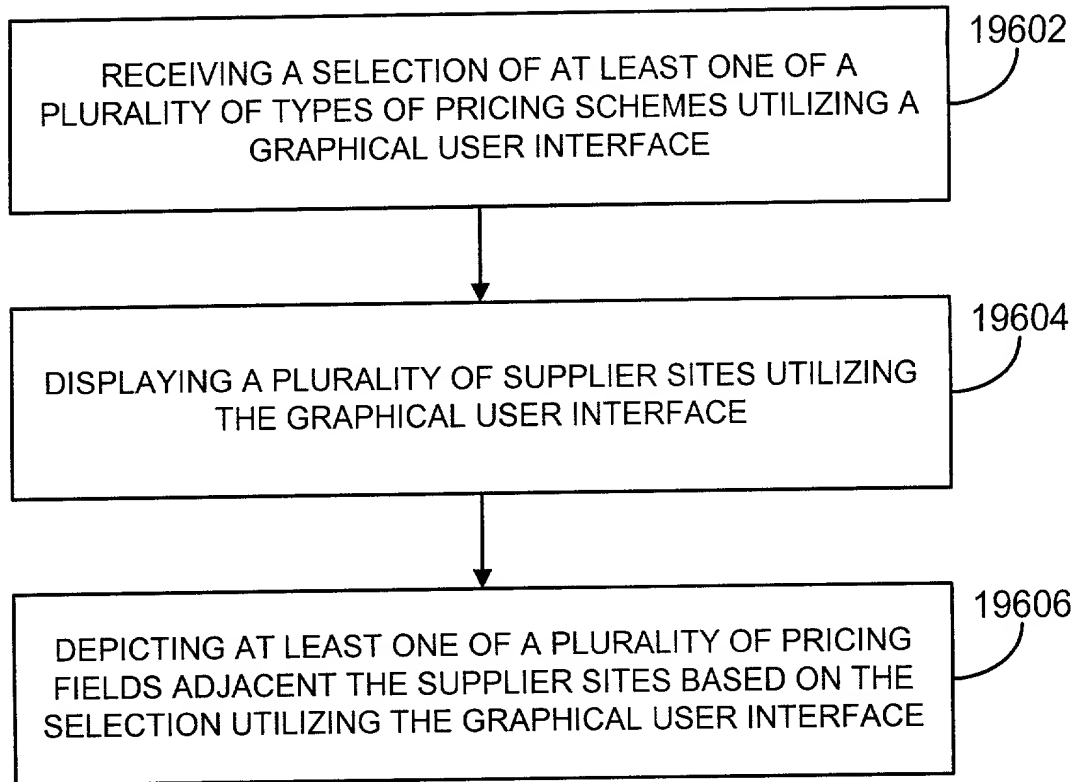 19602
RECEIVING A SELECTION OF AT LEAST ONE OF A
PLURALITY OF TYPES OF PRICING SCHEMES UTILIZING A
GRAPHICAL USER INTERFACE
19604
DISPLAYING A PLURALITY OF SUPPLIER SITES UTILIZING
THE GRAPHICAL USER INTERFACE
19606
DEPICTING AT LEAST ONE OF A PLURALITY OF PRICING
FIELDS ADJACENT THE SUPPLIER SITES BASED ON THE
SELECTION UTILIZING THE GRAPHICAL USER INTERFACE